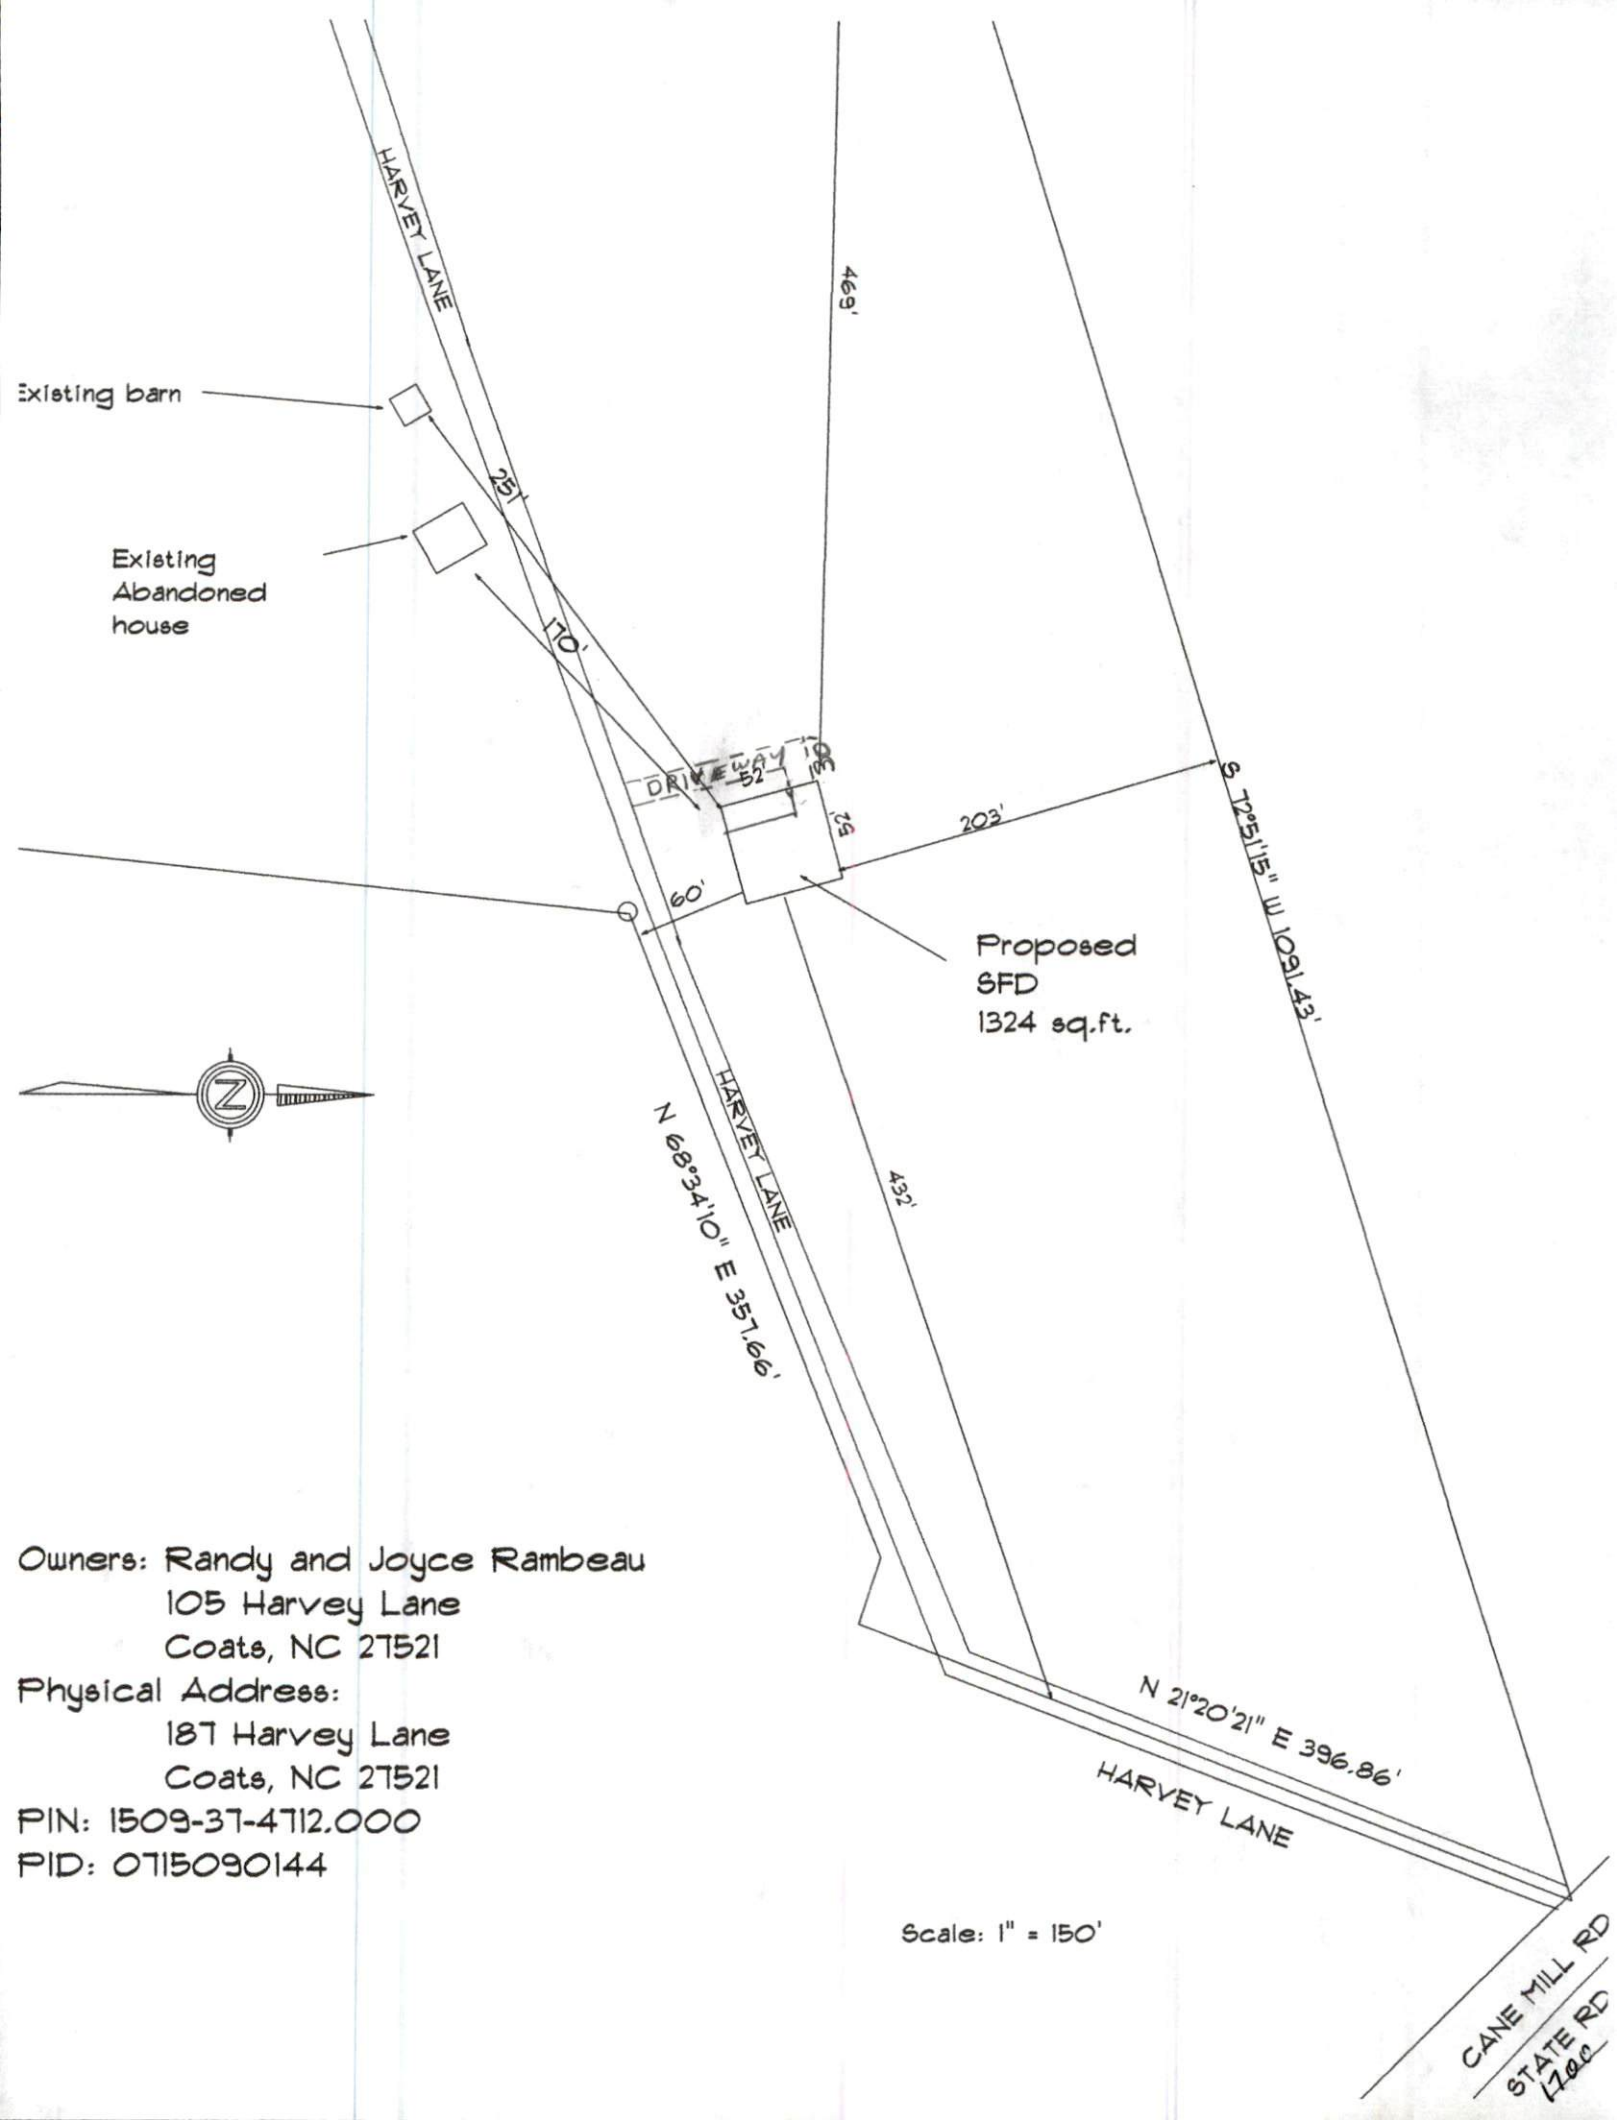 HARVEY LANE
469'
Existing barn
251'
Existing
Abandoned
house
170'
DRIVEWAY
52'
30'
52'
203'
S 72°51'15" W 1091.43'
60'
Proposed
SFD
1324 sq.ft.
N
HARVEY LANE
N 68°34'10" E 357.66'
432'
Owners: Randy and Joyce Rambeau
105 Harvey Lane
Coats, NC 27521
Physical Address:
187 Harvey Lane
Coats, NC 27521
PIN: 1509-37-4712.000
PID: 0715090144
N 21°20'21" E 396.86'
HARVEY LANE
Scale: 1" = 150'
CANE MILL RD
STATE RD
1700